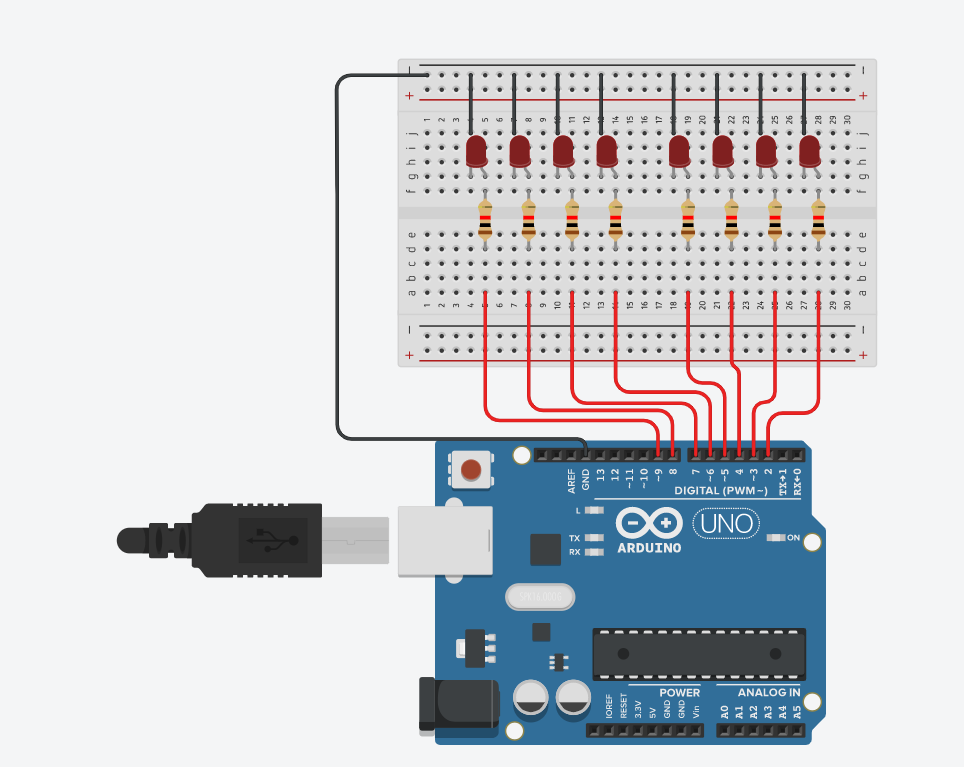 − −
+ +
1 2 3 4 5 6 7 8 9 10 11 12 13 14 15 16 17 18 19 20 21 22 23 24 25 26 27 28 29 30
j j
i i
h h
g g
f f
e e
d d
c c
b b
a a
1 2 3 4 5 6 7 8 9 10 11 12 13 14 15 16 17 18 19 20 21 22 23 24 25 26 27 28 29 30
− −
+ +
AREF GND 13 12 ~11 ~10 ~9 8 7 ~6 ~5 4 ~3 2 TX→1 RX←0
DIGITAL (PWM~)
L
TX
RX
ARDUINO
UNO
ON
POWER
ANALOG IN
IOREF RESET 3.3V 5V GND GND Vin A0 A1 A2 A3 A4 A5